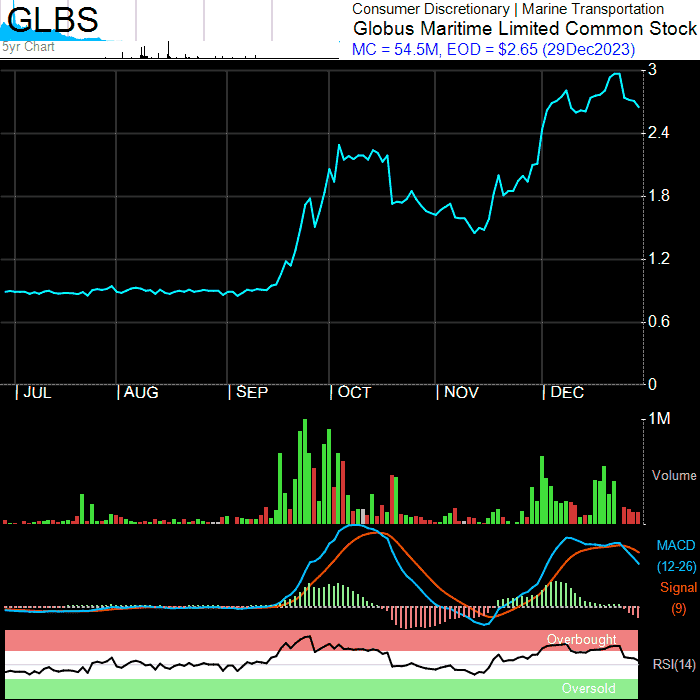 GLBS
Consumer Discretionary | Marine Transportation
Globus Maritime Limited Common Stock
MC = 54.5M, EOD = $2.65 (29Dec2023)
5yr Chart
3
2.4
1.8
1.2
0.6
0
JUL AUG SEP OCT NOV DEC
1M
Volume
MACD
(12-26)
Signal
(9)
Overbought
RSI(14)
Oversold